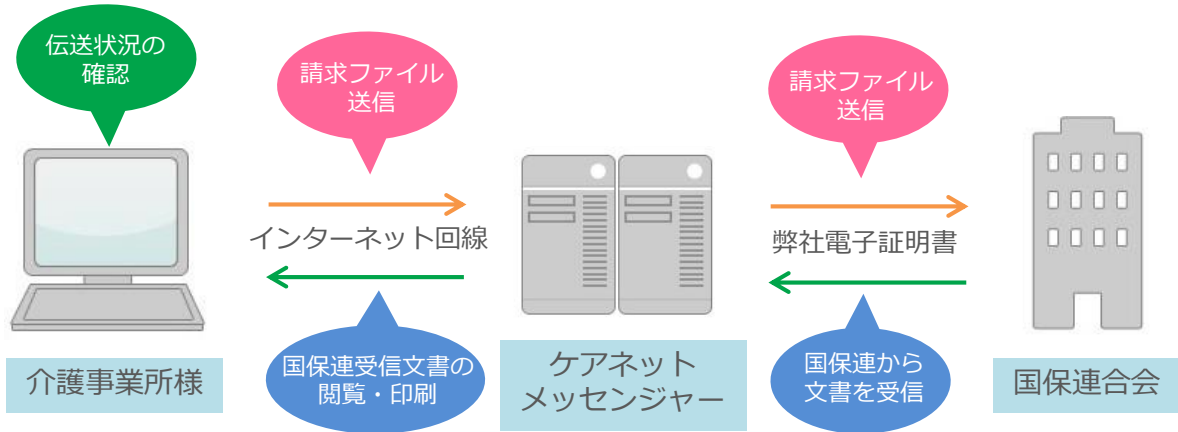 伝送状況の
確認
請求ファイル
送信
請求ファイル
送信
インターネット回線
弊社電子証明書
国保連受信文書の
閲覧・印刷
国保連から
文書を受信
介護事業所様
ケアネット
メッセンジャー
国保連合会